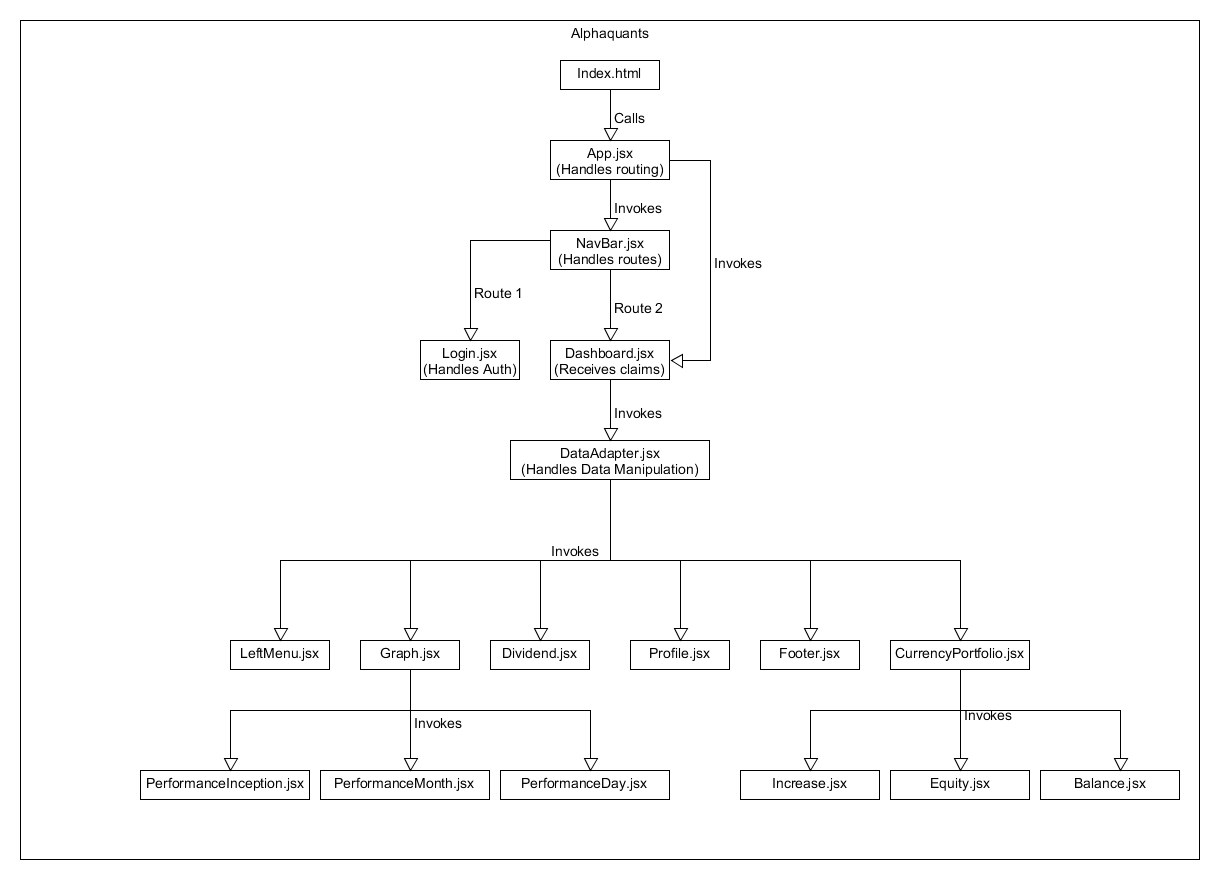 Alphaquants
Index.html
Calls
App.jsx
(Handles routing)
Invokes
NavBar.jsx
(Handles routes)
Invokes
Route 1
Route 2
Login.jsx
(Handles Auth)
Dashboard.jsx
(Receives claims)
Invokes
DataAdapter.jsx
(Handles Data Manipulation)
Invokes
LeftMenu.jsx
Graph.jsx
Dividend.jsx
Profile.jsx
Footer.jsx
CurrencyPortfolio.jsx
Invokes
Invokes
PerformanceInception.jsx
PerformanceMonth.jsx
PerformanceDay.jsx
Increase.jsx
Equity.jsx
Balance.jsx